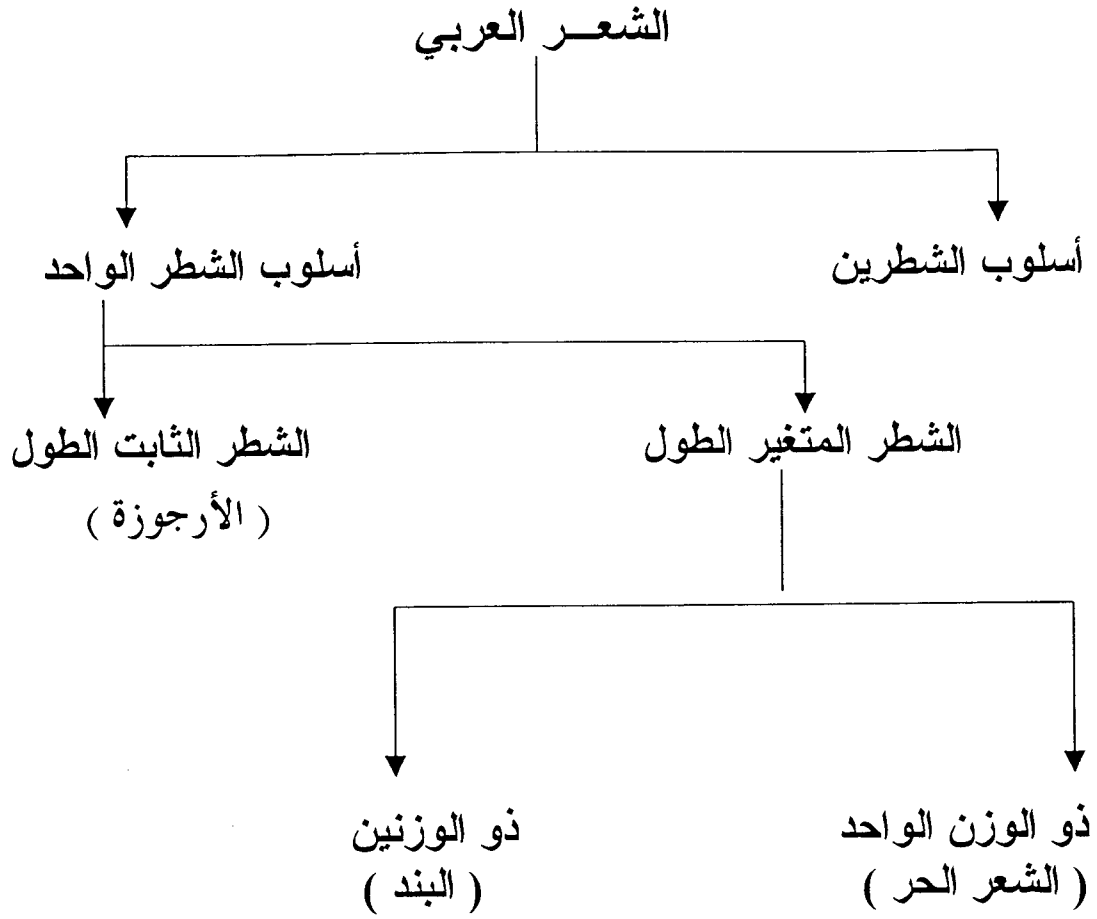 الشعـــر العربي
أسلوب الشطرين
أسلوب الشطر الواحد
الشطر المتغير الطول
الشطر الثابت الطول
( الأرجوزة )
ذو الوزن الواحد
( الشعر الحر )
ذو الوزنين
( البند )